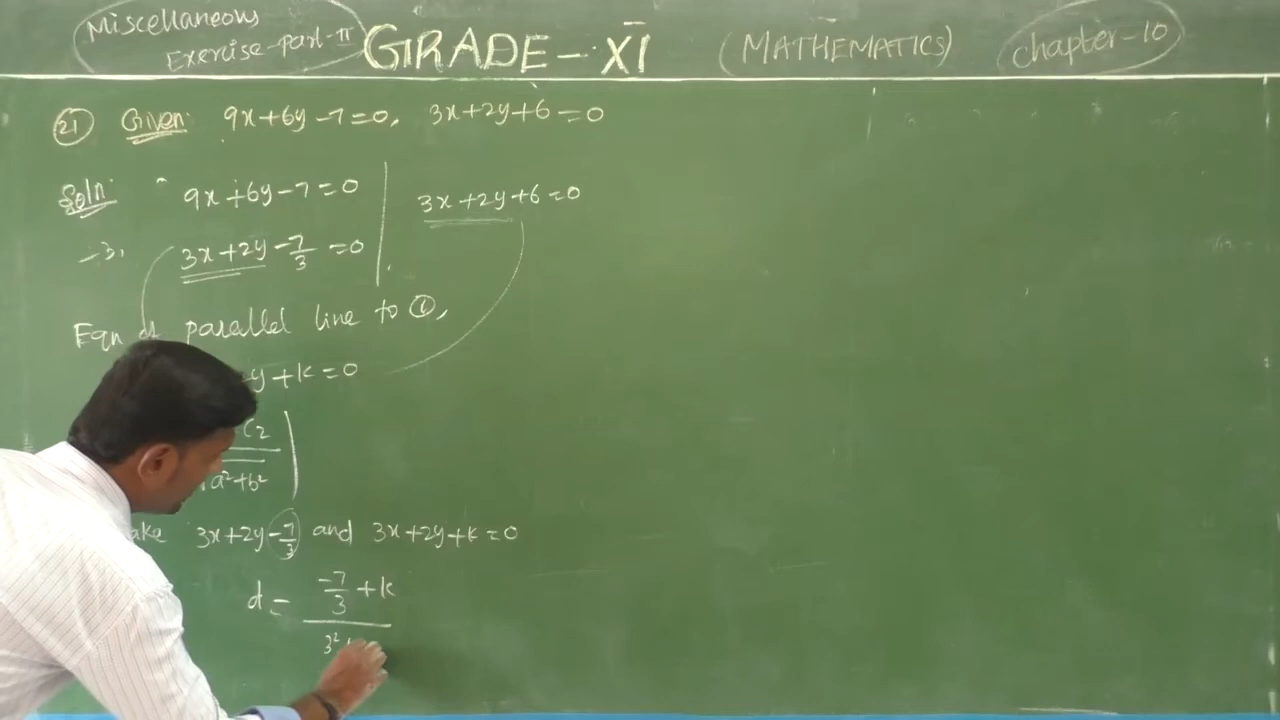 Miscellaneous
Exercise-part-II
GRADE-XI
(MATHEMATICS)
Chapter-10
21 Given: 9x+6y-7=0, 3x+2y+6=0
Soln: 9x+6y-7=0
3x+2y+6=0
3x+2y-7/3=0
Eqn of parallel line to ①,
y+k=0
C2
a²+b²
ake 3x+2y-7/3 and 3x+2y+k=0
d = -7/3+k
3²